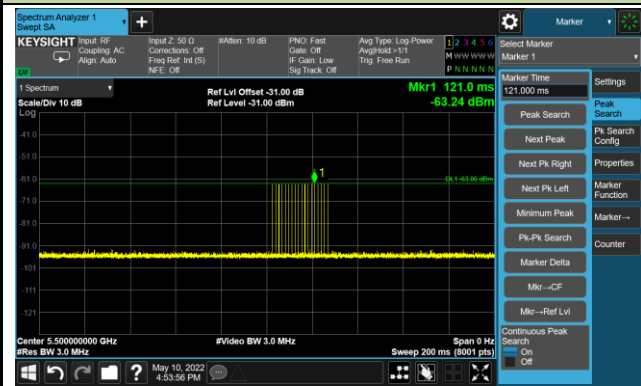 Spectrum Analyzer 1
Swept SA
+
Marker
KEYSIGHT
Input: RF
Coupling: AC
Align: Auto
Input Z: 50 Ω
Corrections: Off
Freq Ref: Int (S)
NFE: Off
#Atten: 10 dB
PNO: Fast
Gate: Off
IF Gain: Low
Sig Track: Off
Avg Type: Log-Power
Avg|Hold:>1/1
Trig: Free Run
1 2 3 4 5 6
M W W W W W
P N N N N N
LVI
Select Marker
Marker 1
1 Spectrum
Scale/Div 10 dB
Log
Ref Lvl Offset -31.00 dB
Ref Level -31.00 dBm
Mkr1 121.0 ms
-63.24 dBm
-41.0
-51.0
-61.0
-71.0
-81.0
-91.0
-101
-111
-121
1
DL1 -63.00 dBm
Center 5.500000000 GHz
#Res BW 3.0 MHz
#Video BW 3.0 MHz
Span 0 Hz
Sweep 200 ms (8001 pts)
Marker Time
121.000 ms
Peak Search
Next Peak
Next Pk Right
Next Pk Left
Minimum Peak
Pk-Pk Search
Marker Delta
Mkr→CF
Mkr→Ref Lvl
Continuous Peak
Search
On
Off
Settings
Peak
Search
Pk Search
Config
Properties
Marker
Function
Marker→
Counter
?
May 10, 2022
4:53:56 PM